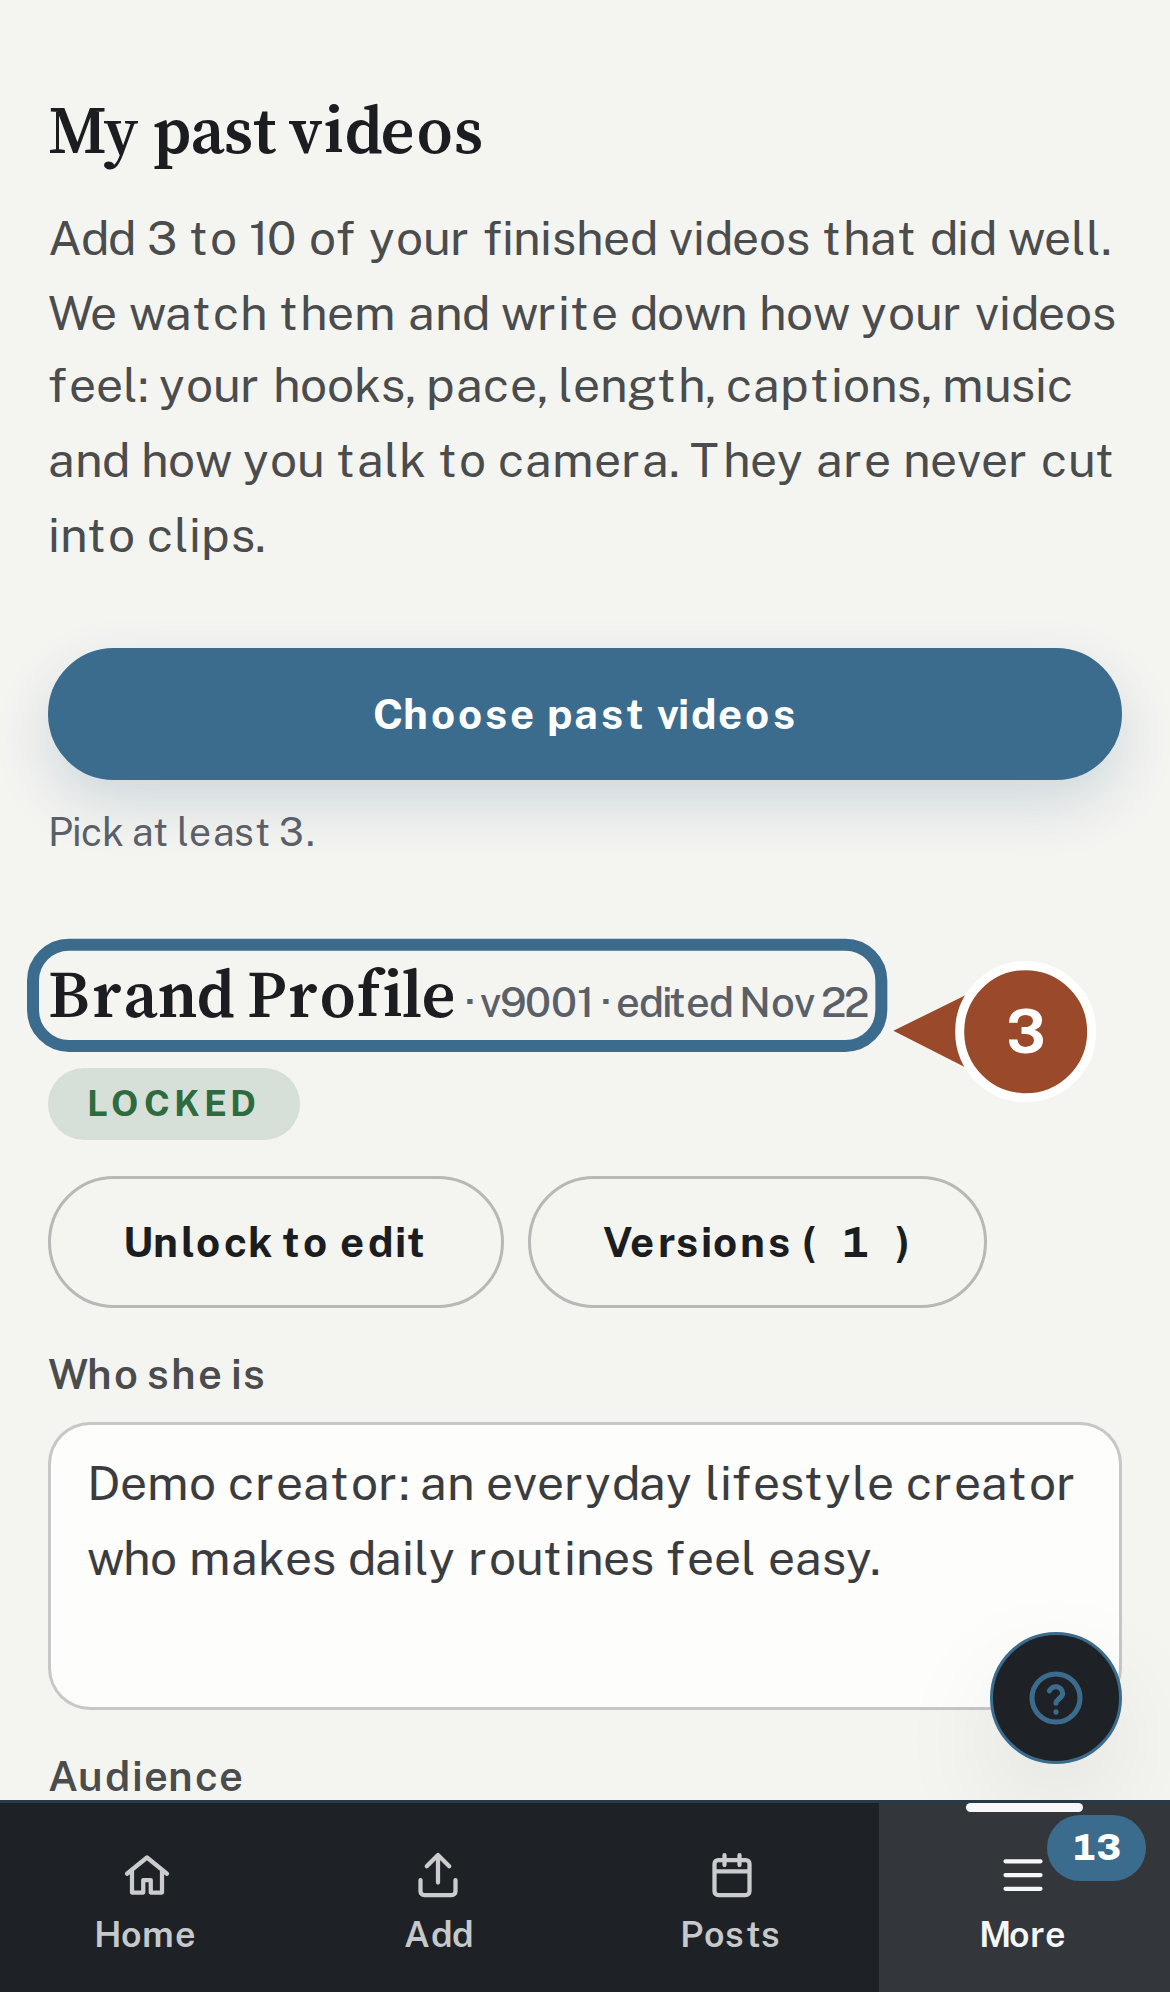 My past videos
Add 3 to 10 of your finished videos that did well.
We watch them and write down how your videos
feel: your hooks, pace, length, captions, music
and how you talk to camera. They are never cut
into clips.
Choose past videos
Pick at least 3.
Brand Profile · v9001 · edited Nov 22
3
LOCKED
Unlock to edit
Versions ( 1 )
Who she is
Demo creator: an everyday lifestyle creator
who makes daily routines feel easy.
Audience
13
Home
Add
Posts
More